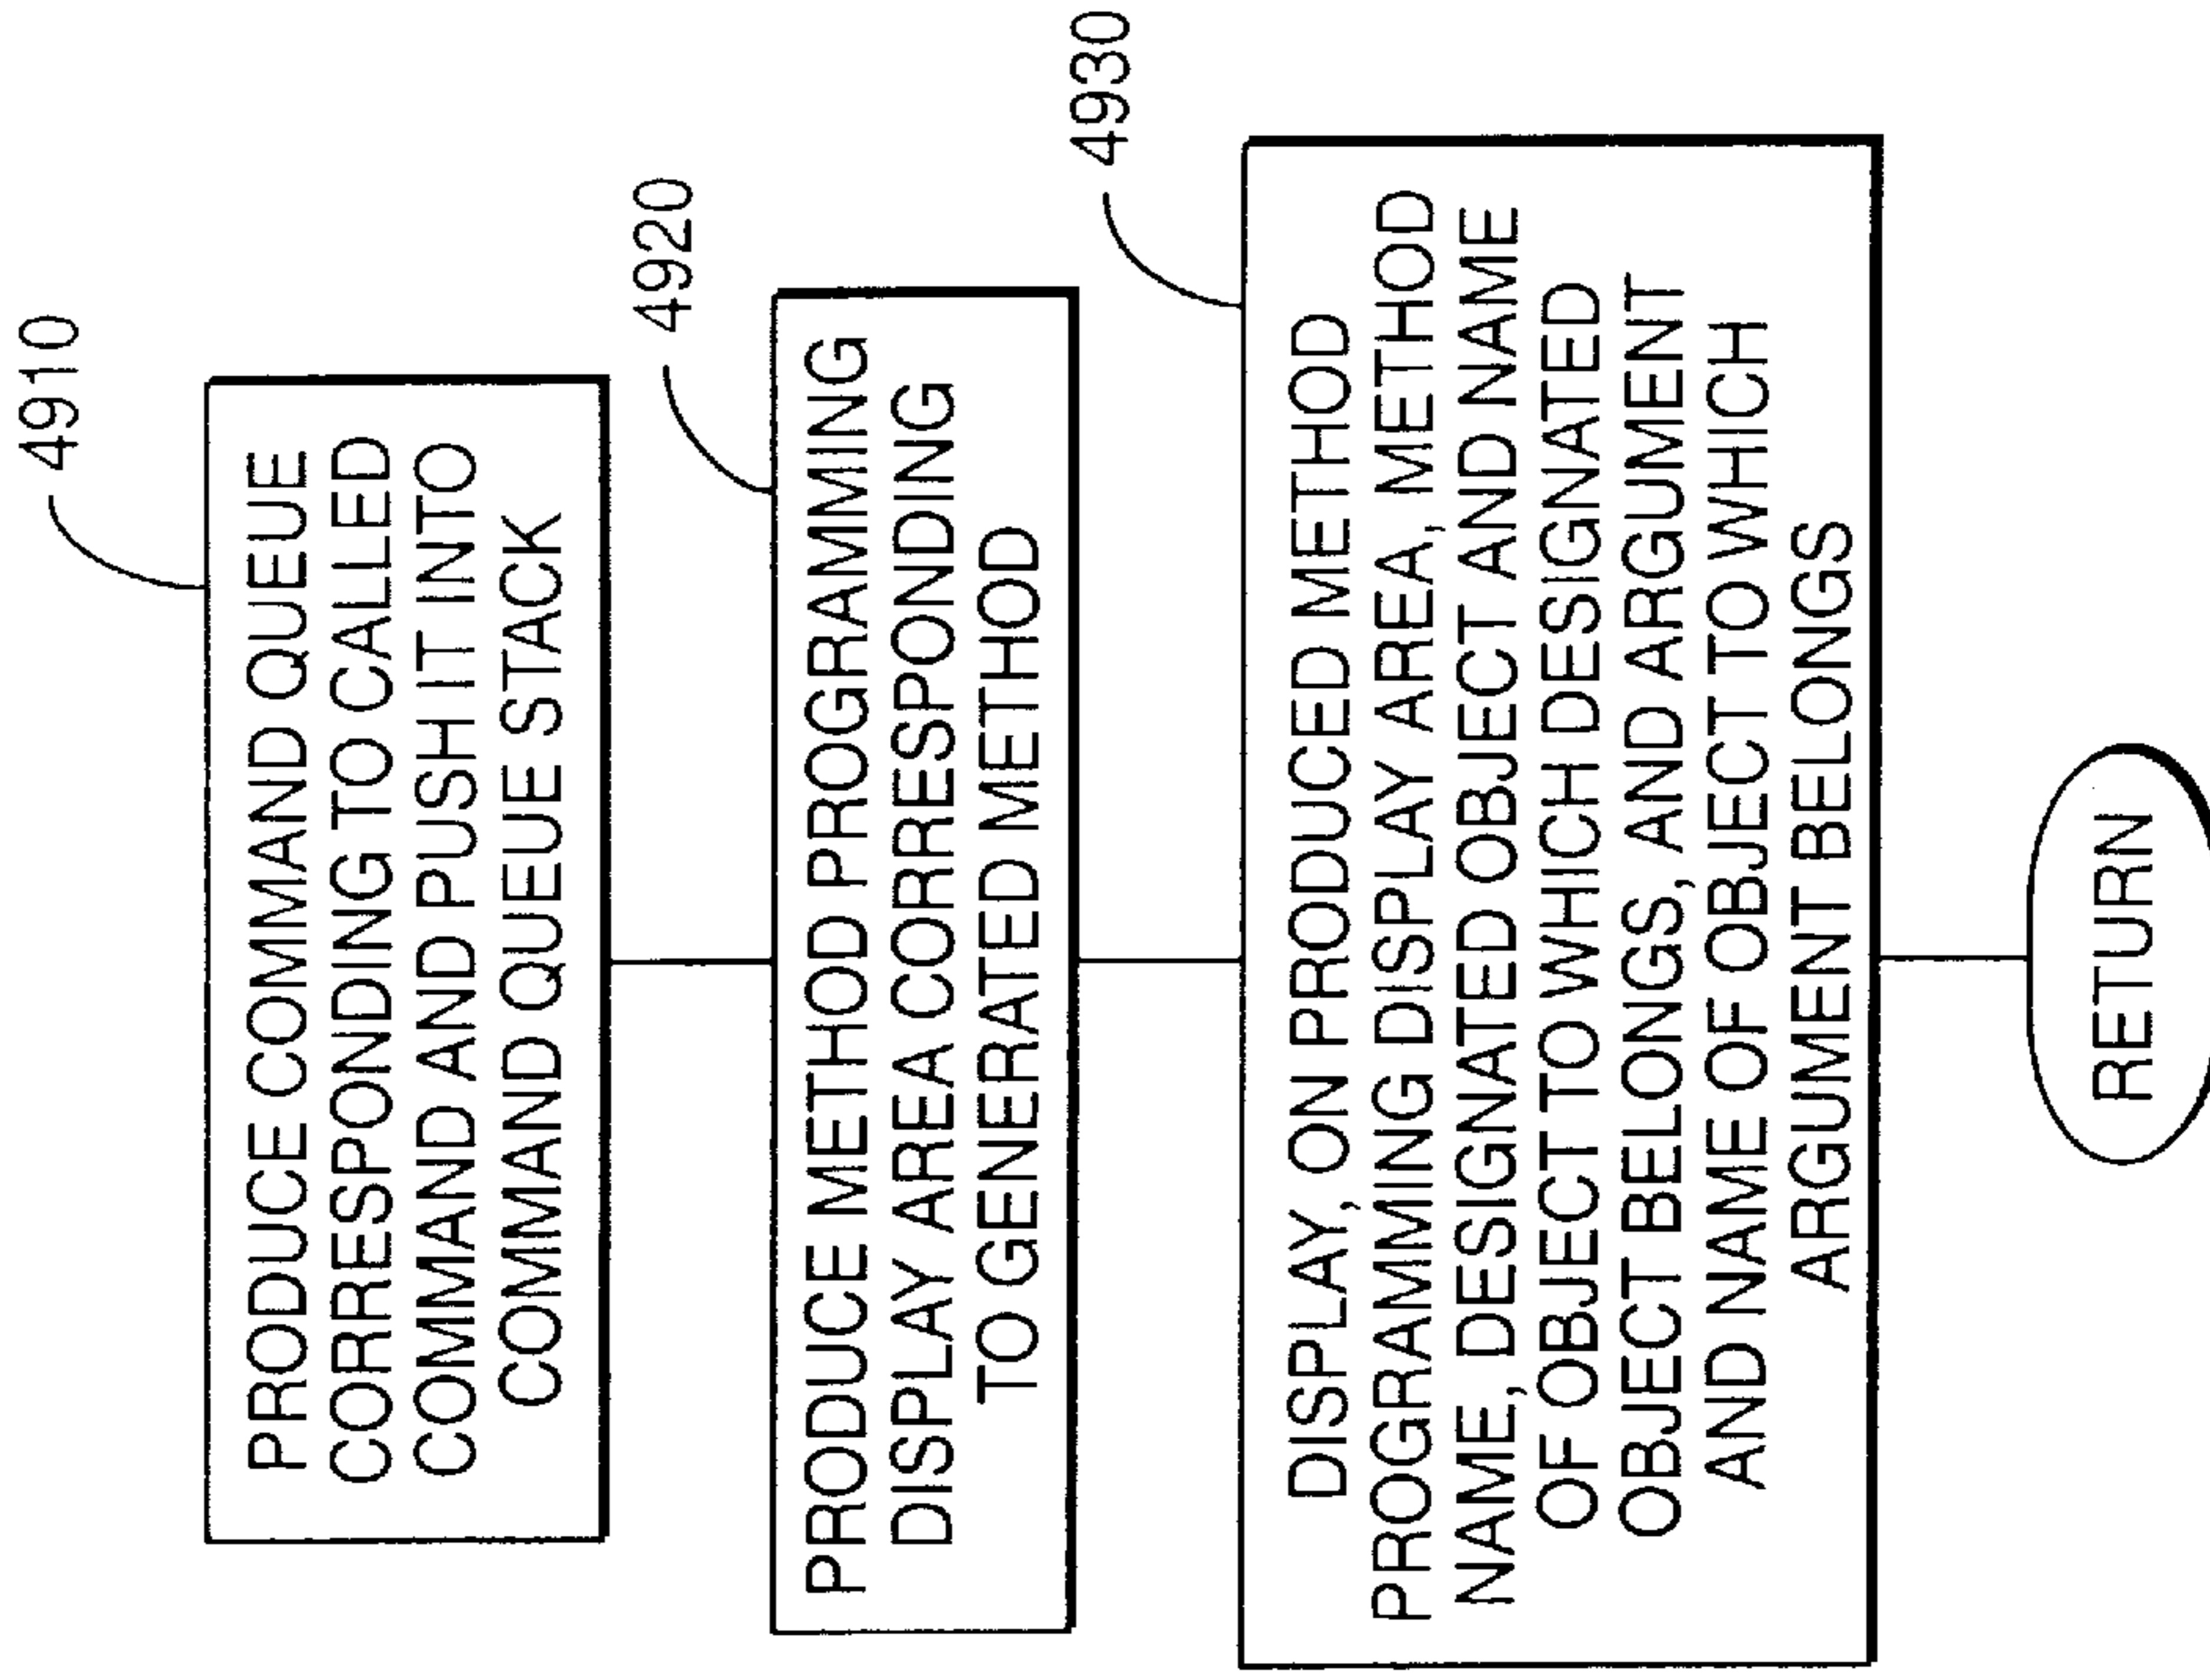 4910
PRODUCE COMMAND QUEUE
CORRESPONDING TO CALLED
COMMAND AND PUSH IT INTO
COMMAND QUEUE STACK
4920
PRODUCE METHOD PROGRAMMING
DISPLAY AREA CORRESPONDING
TO GENERATED METHOD
4930
DISPLAY, ON PRODUCED METHOD
PROGRAMMING DISPLAY AREA, METHOD
NAME, DESIGNATED OBJECT AND NAME
OF OBJECT TO WHICH DESIGNATED
OBJECT BELONGS, AND ARGUMENT
AND NAME OF OBJECT TO WHICH
ARGUMENT BELONGS
RETURN